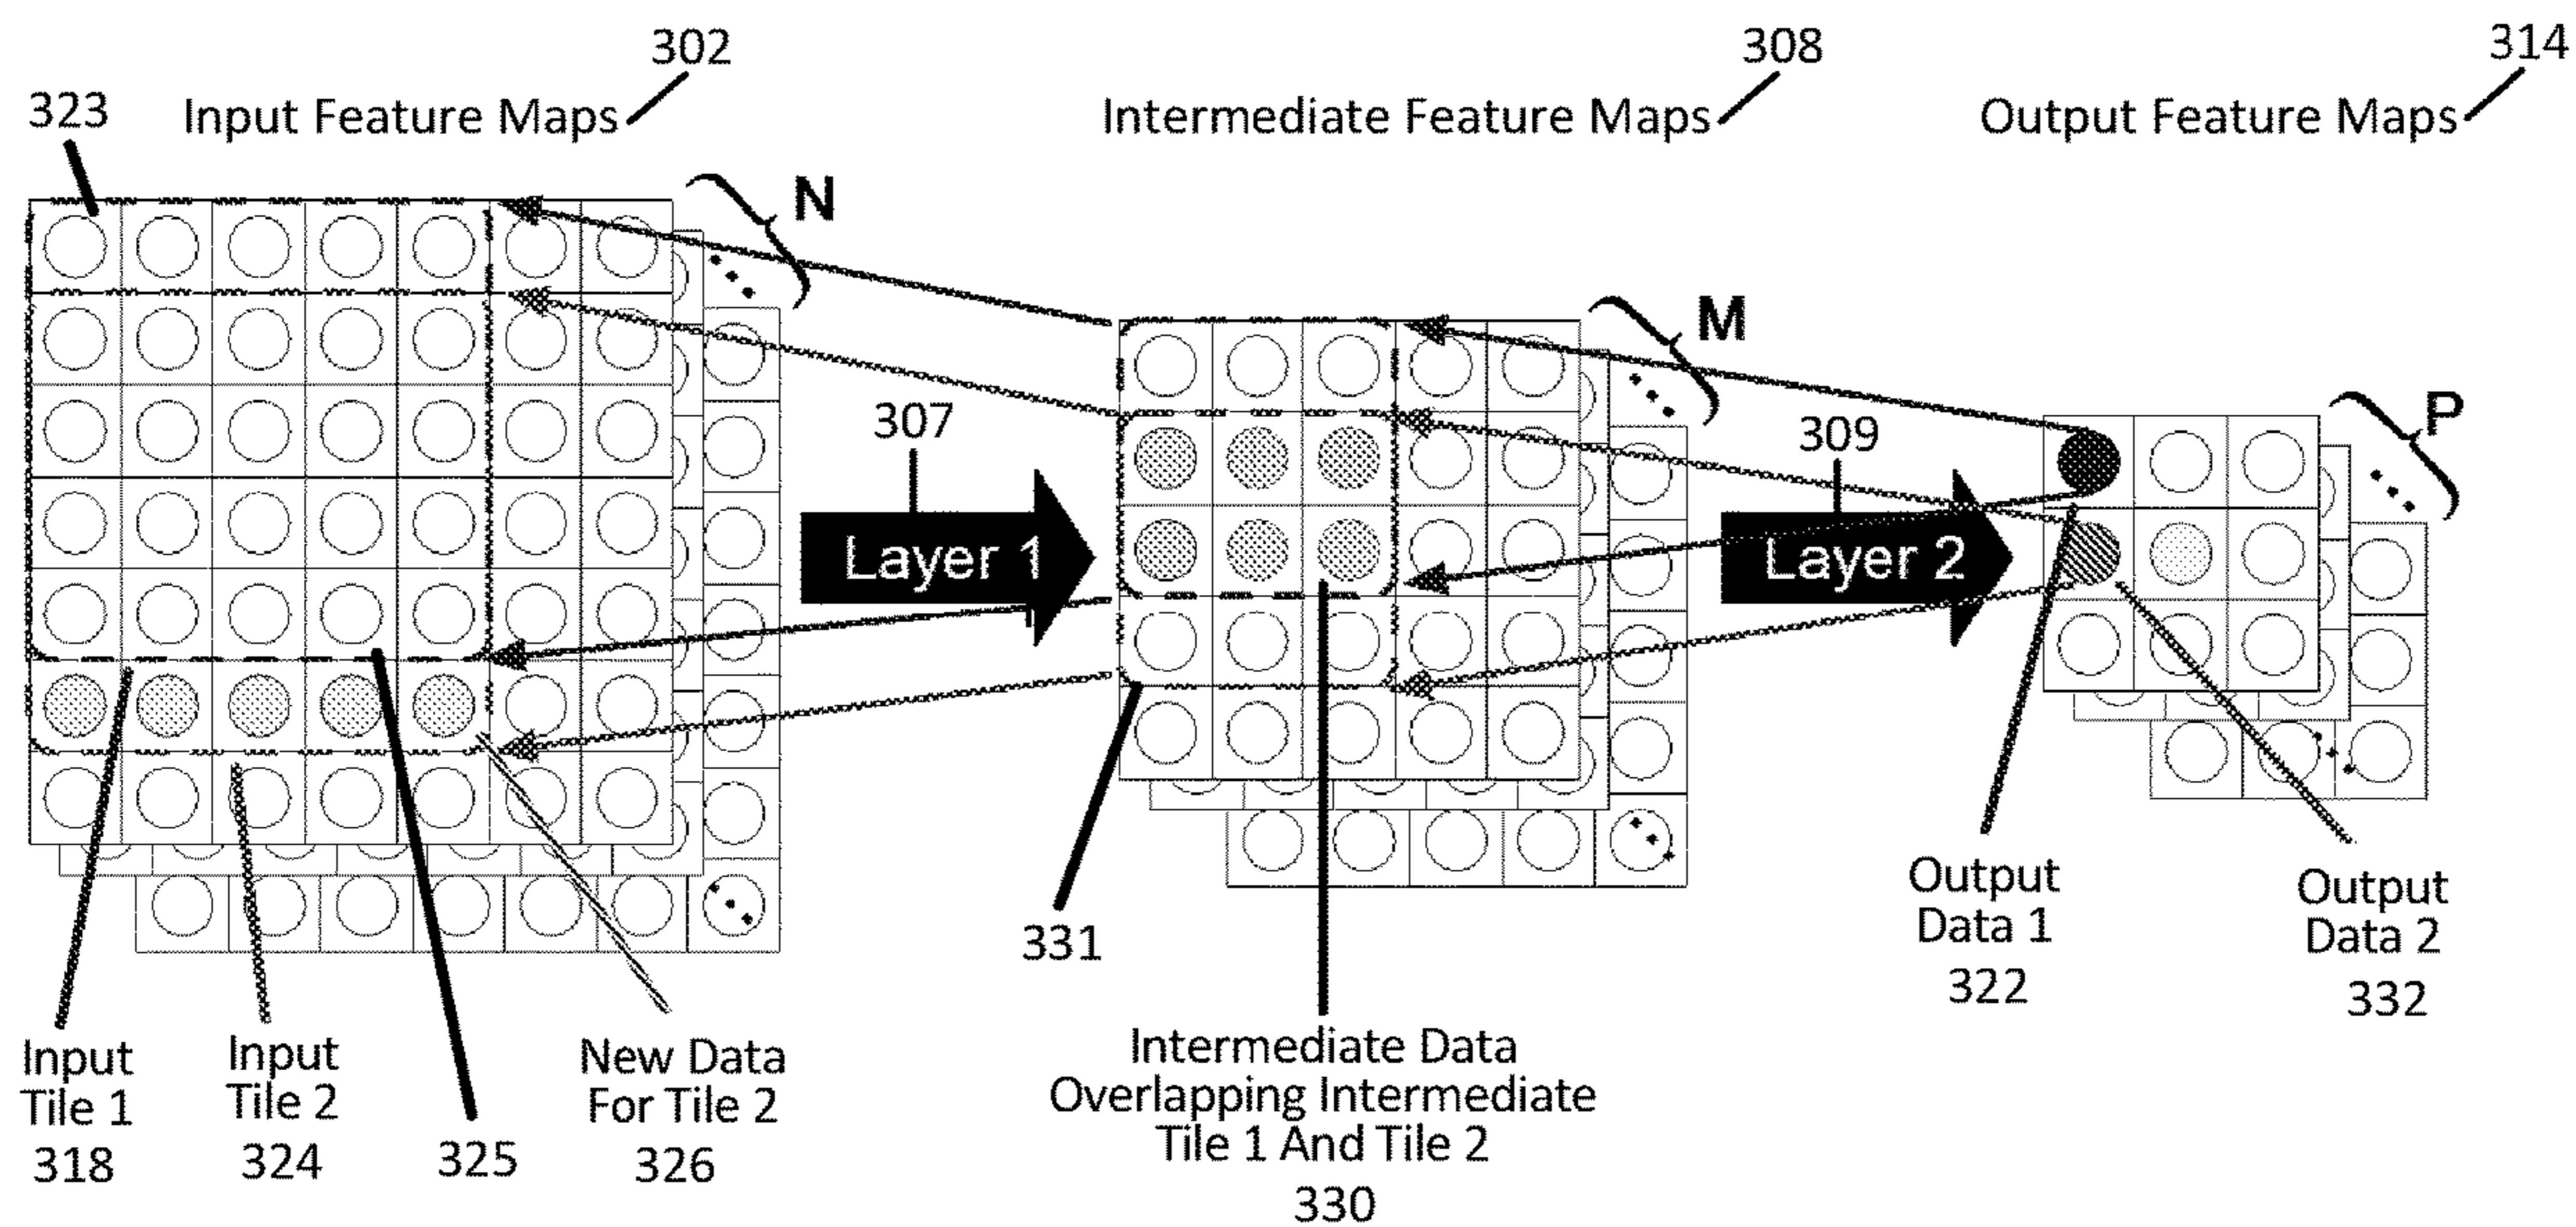 302
308
314
323
Input Feature Maps
Intermediate Feature Maps
Output Feature Maps
N
M
P
307
309
Layer 1
Layer 2
331
Output
Data 1
322
Output
Data 2
332
Input
Tile 1
318
Input
Tile 2
324
325
New Data
For Tile 2
326
Intermediate Data
Overlapping Intermediate
Tile 1 And Tile 2
330